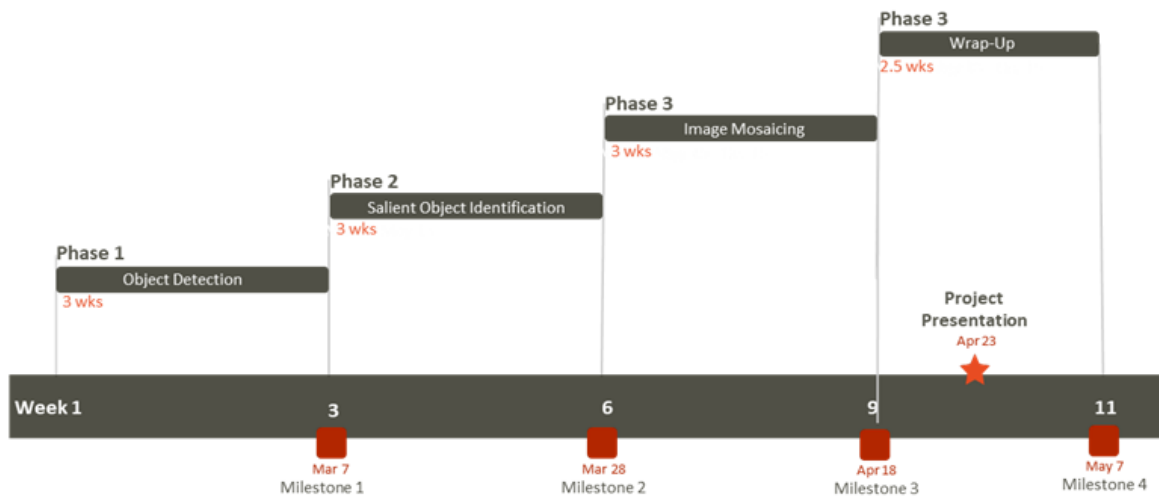 Phase 3
Wrap-Up
2.5 wks
Phase 3
Image Mosaicing
3 wks
Phase 2
Salient Object Identification
3 wks
Phase 1
Object Detection
3 wks
Project
Presentation
Apr 23
Week 1
3
6
9
11
Mar 7
Milestone 1
Mar 28
Milestone 2
Apr 18
Milestone 3
May 7
Milestone 4